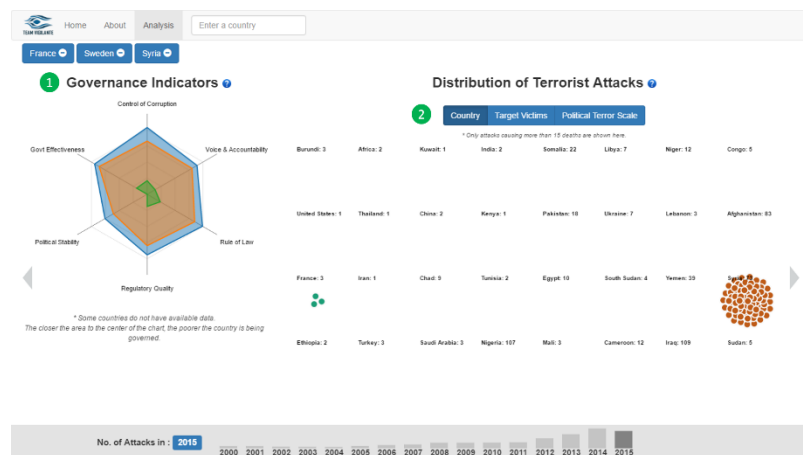 TEAM VIGILANTE
Home About Analysis Enter a country
France Sweden Syria
1 Governance Indicators ?
Control of Corruption
Voice & Accountability
Rule of Law
Regulatory Quality
Political Stability
Govt Effectiveness
* Some countries do not have available data.
The closer the area to the center of the chart, the poorer the country is being
governed.
Distribution of Terrorist Attacks ?
2 Country Target Victims Political Terror Scale
* Only attacks causing more than 15 deaths are shown here.
Burundi: 3 Africa: 2 Kuwait: 1 India: 2 Somalia: 22 Libya: 7 Niger: 12 Congo: 5
United States: 1 Thailand: 1 China: 2 Kenya: 1 Pakistan: 18 Ukraine: 7 Lebanon: 3 Afghanistan: 83
France: 3 Iran: 1 Chad: 9 Tunisia: 2 Egypt: 10 South Sudan: 4 Yemen: 39
Ethiopia: 2 Turkey: 3 Saudi Arabia: 3 Nigeria: 107 Mali: 3 Cameroon: 12 Iraq: 109 Sudan: 5
No. of Attacks in : 2015
2000 2001 2002 2003 2004 2005 2006 2007 2008 2009 2010 2011 2012 2013 2014 2015